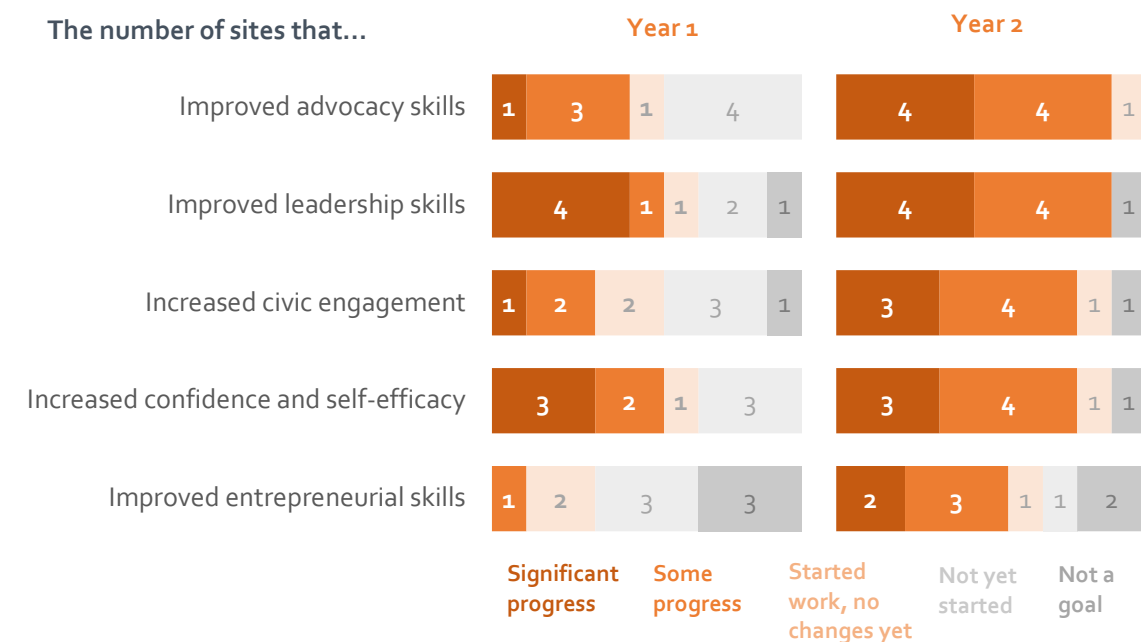 The number of sites that... Year 1 Year 2
Improved advocacy skills 1 3 1 4 4 4 1
Improved leadership skills 4 1 1 2 1 4 4 1
Increased civic engagement 1 2 2 3 1 3 4 1 1
Increased confidence and self-efficacy 3 2 1 3 3 4 1 1
Improved entrepreneurial skills 1 2 3 3 2 3 1 1 2
Significant progress
Some progress
Started work, no changes yet
Not yet started
Not a goal